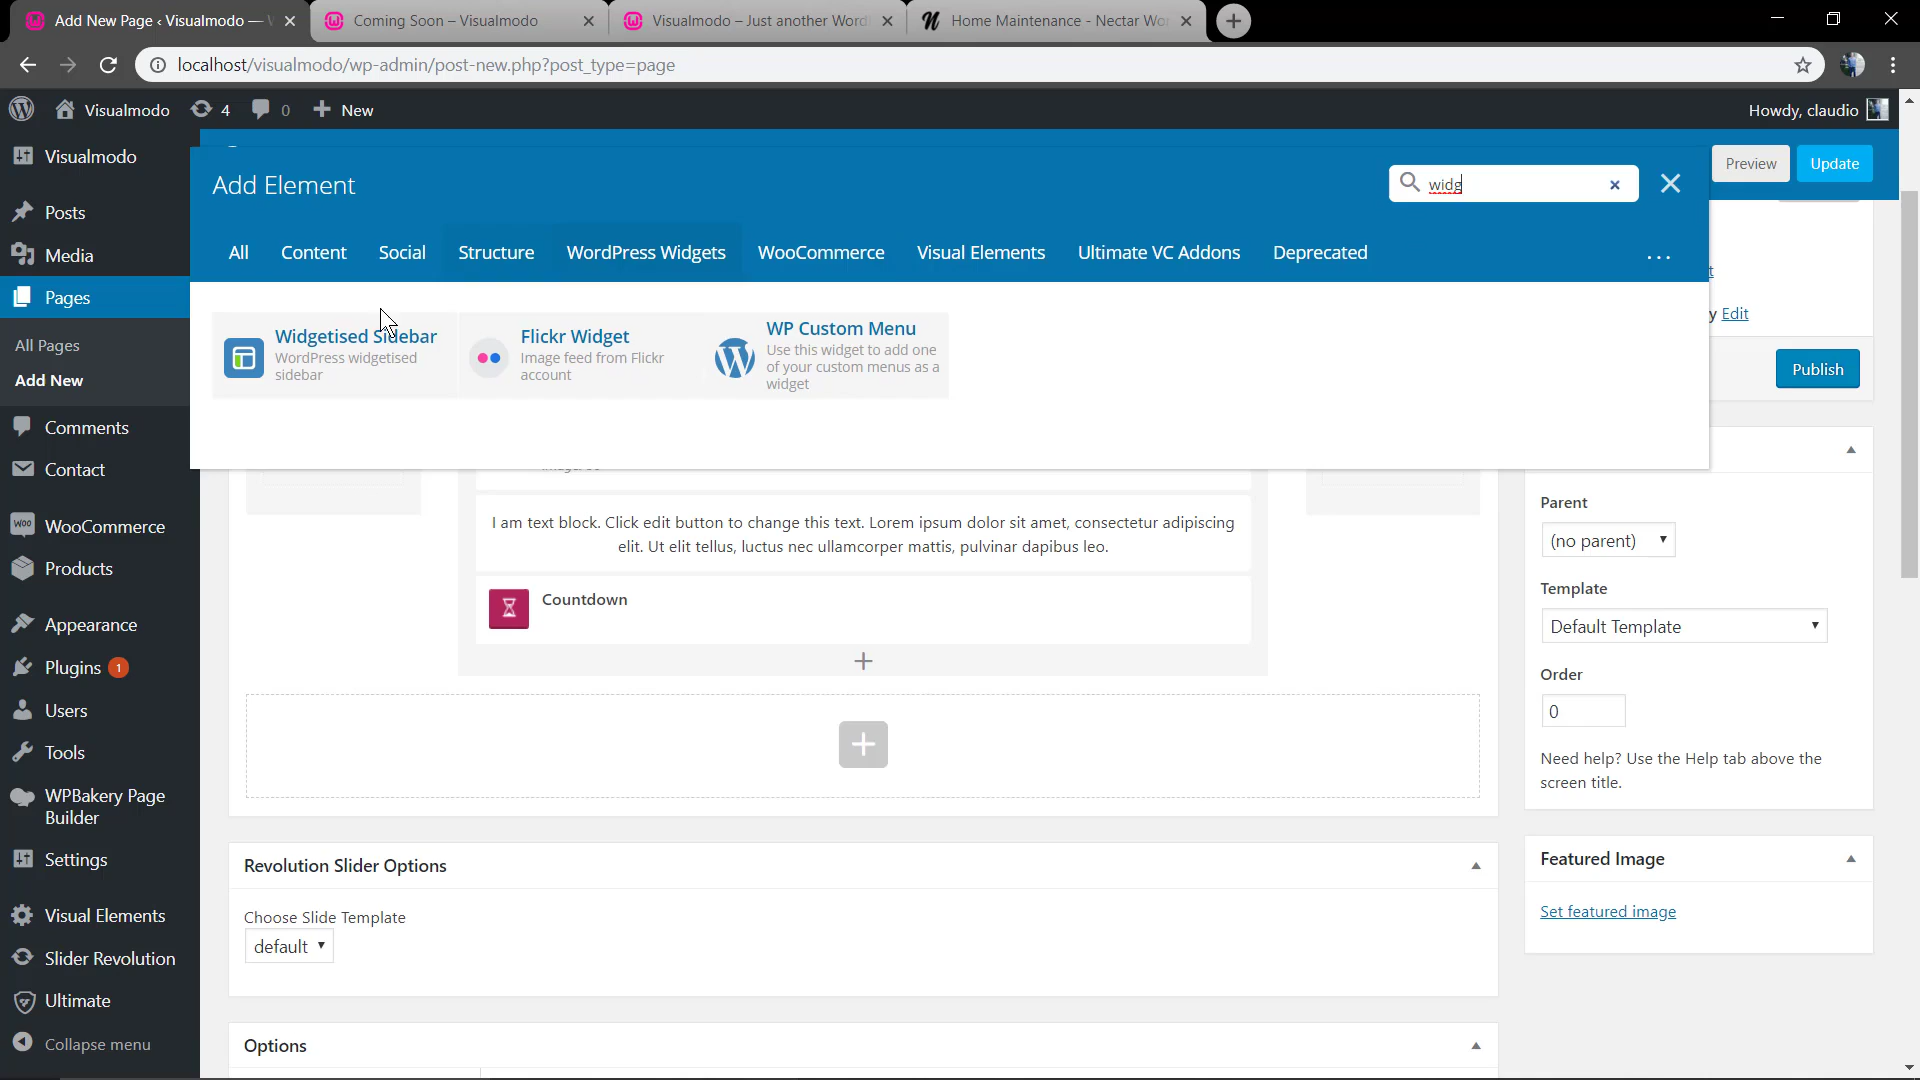 Add New Page ‹ Visualmodo —
Coming Soon – Visualmodo
Visualmodo – Just another Word
Home Maintenance - Nectar Wor
localhost/visualmodo/wp-admin/post-new.php?post_type=page
Visualmodo 4 0 New
Howdy, claudio
Visualmodo
Posts
Media
Pages
All Pages
Add New
Comments
Contact
WooCommerce
Products
Appearance
Plugins 1
Users
Tools
WPBakery Page
Builder
Settings
Visual Elements
Slider Revolution
Ultimate
Collapse menu
Add Element
widg
Preview Update
All Content Social Structure WordPress Widgets WooCommerce Visual Elements Ultimate VC Addons Deprecated ...
Widgetised Sidebar
WordPress widgetised
sidebar
Flickr Widget
Image feed from Flickr
account
WP Custom Menu
Use this widget to add one
of your custom menus as a
widget
y Edit
Publish
I am text block. Click edit button to change this text. Lorem ipsum dolor sit amet, consectetur adipiscing
elit. Ut elit tellus, luctus nec ullamcorper mattis, pulvinar dapibus leo.
Countdown
Parent
(no parent)
Template
Default Template
Order
0
Need help? Use the Help tab above the
screen title.
Revolution Slider Options
Choose Slide Template
default
Featured Image
Set featured image
Options